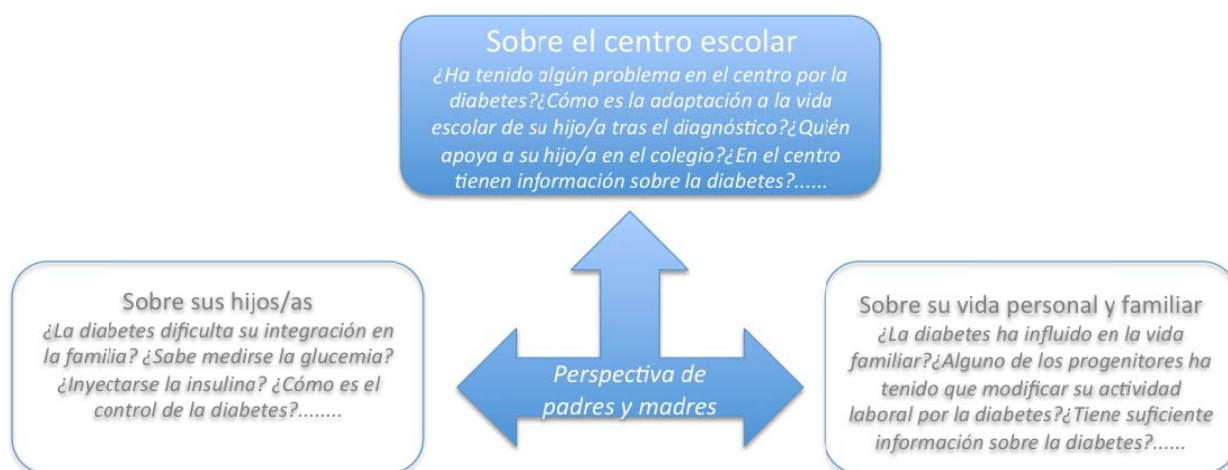 Sobre el centro escolar
¿Ha tenido algún problema en el centro por la
diabetes?¿Cómo es la adaptación a la vida
escolar de su hijo/a tras el diagnóstico?¿Quién
apoya a su hijo/a en el colegio?¿En el centro
tienen información sobre la diabetes?......
Sobre sus hijos/as
¿La diabetes dificulta su integración en
la familia? ¿Sabe medirse la glucemia?
¿Inyectarse la insulina? ¿Cómo es el
control de la diabetes?........
Perspectiva de
padres y madres
Sobre su vida personal y familiar
¿La diabetes ha influido en la vida
familiar?¿Alguno de los progenitores ha
tenido que modificar su actividad
laboral por la diabetes?¿Tiene suficiente
información sobre la diabetes?......